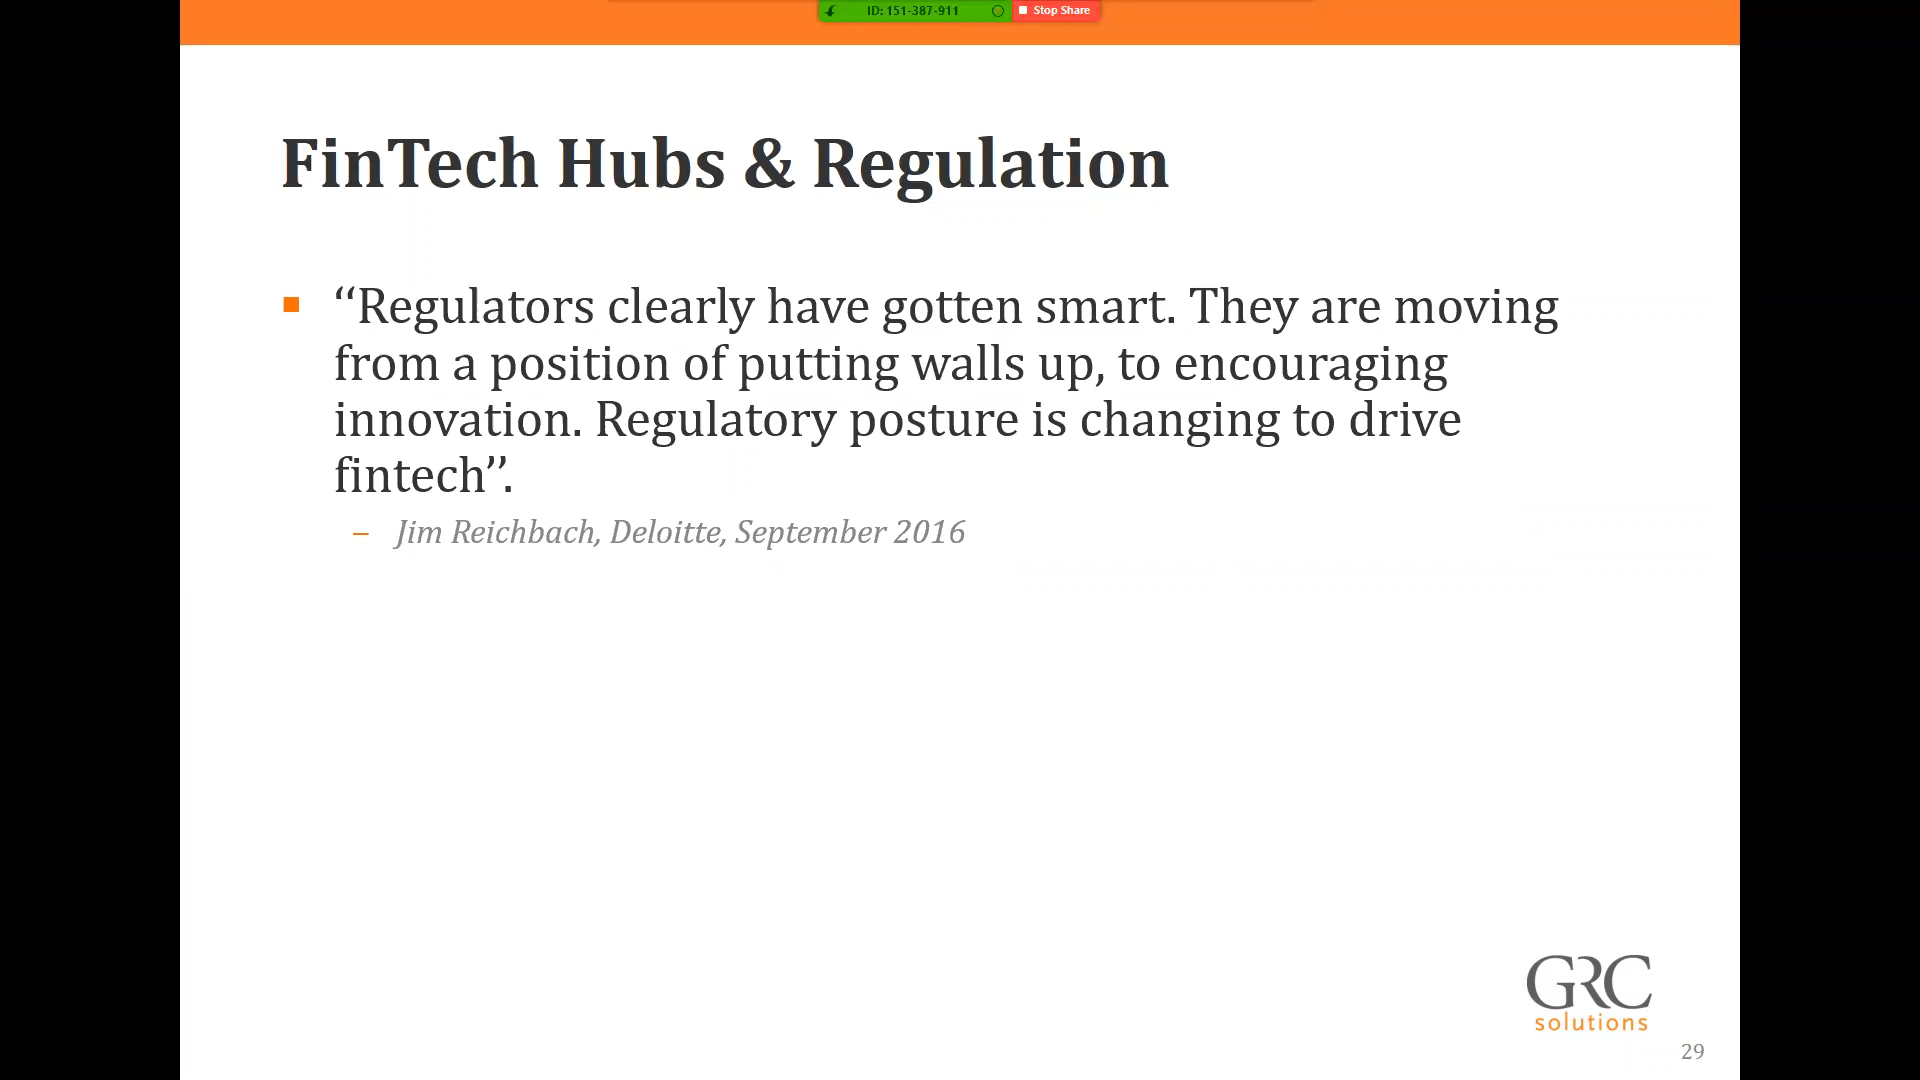 ID: 151-387-911 Stop Share
FinTech Hubs & Regulation
‘‘Regulators clearly have gotten smart. They are moving
from a position of putting walls up, to encouraging
innovation. Regulatory posture is changing to drive
fintech’’.
– Jim Reichbach, Deloitte, September 2016
GRC
solutions
29